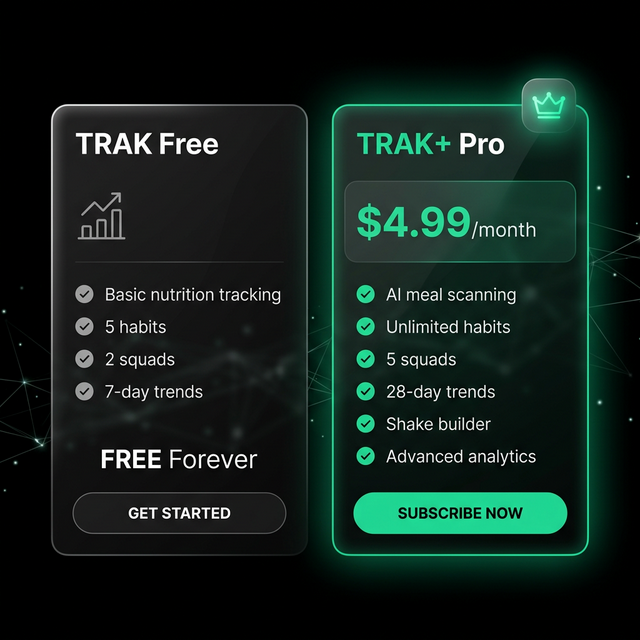 TRAK Free
Basic nutrition tracking
5 habits
2 squads
7-day trends
FREE Forever
GET STARTED
TRAK+ Pro
$4.99/month
AI meal scanning
Unlimited habits
5 squads
28-day trends
Shake builder
Advanced analytics
SUBSCRIBE NOW